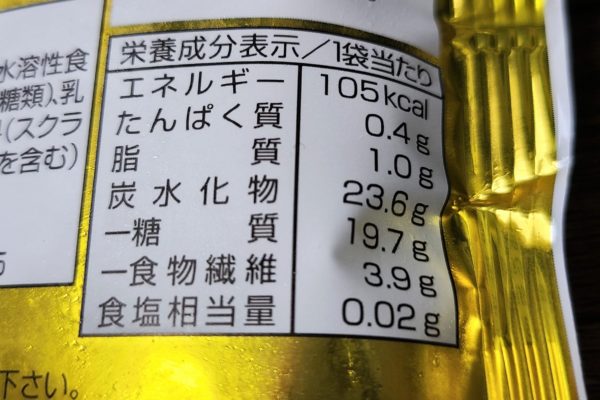 水溶性食
糖類)、乳
(スクラ
を含む)
栄養成分表示/1袋当たり
エネルギー 105kcal
たんぱく質 0.4g
脂質 1.0g
炭水化物 23.6g
ー糖質 19.7g
ー食物繊維 3.9g
食塩相当量 0.02g
下さい。